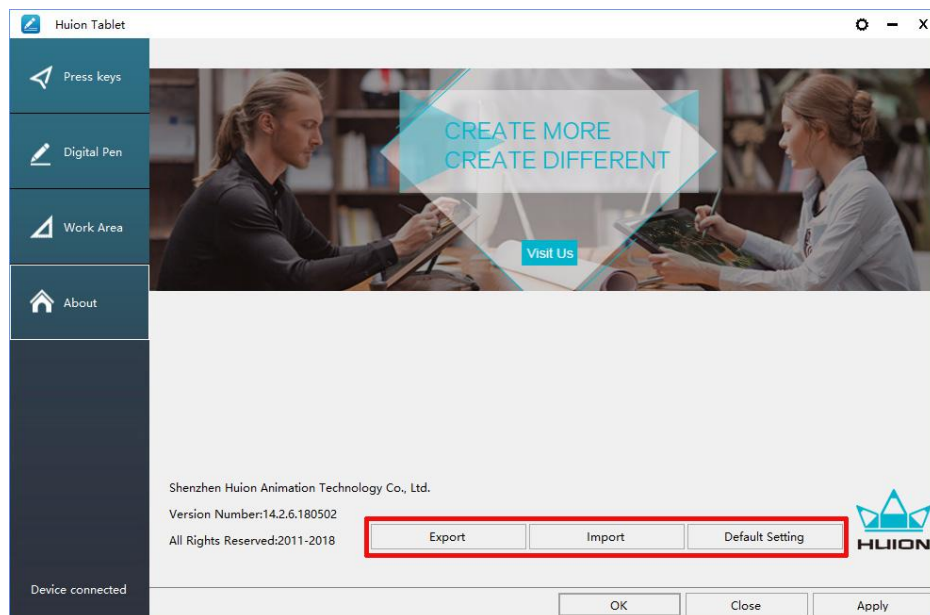 Huion Tablet
X
Press keys
Digital Pen
Work Area
About
CREATE MORE
CREATE DIFFERENT
Visit Us
Shenzhen Huion Animation Technology Co., Ltd.
Version Number:14.2.6.180502
All Rights Reserved:2011-2018
Export Import Default Setting
HUION
Device connected
OK Close Apply